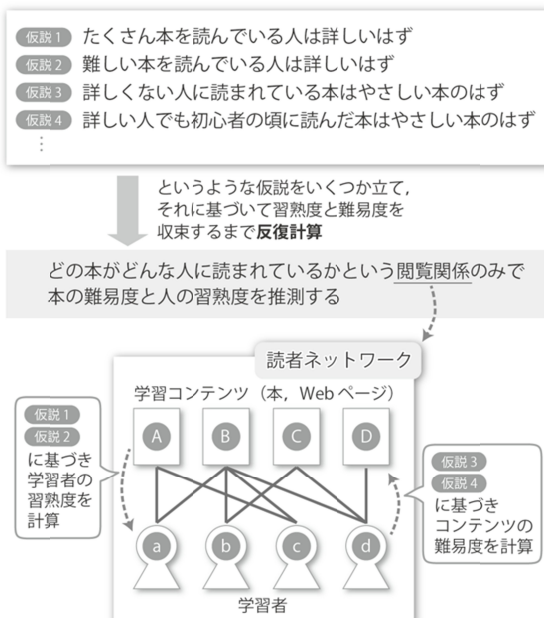 仮説 1 たくさん本を読んでいる人は詳しいはず
仮説 2 難しい本を読んでいる人は詳しいはず
仮説 3 詳しくない人に読まれている本はやさしい本のはず
仮説 4 詳しい人でも初心者の頃に読んだ本はやさしい本のはず
⋮
というような仮説をいくつか立て，
それに基づいて習熟度と難易度を
収束するまで反復計算
どの本がどんな人に読まれているかという閲覧関係のみで
本の難易度と人の習熟度を推測する
読者ネットワーク
学習コンテンツ（本，Web ページ）
仮説 1
仮説 2
に基づき
学習者の
習熟度を
計算
A B C D
仮説 3
仮説 4
に基づき
コンテンツの
難易度を計算
a b c d
学習者